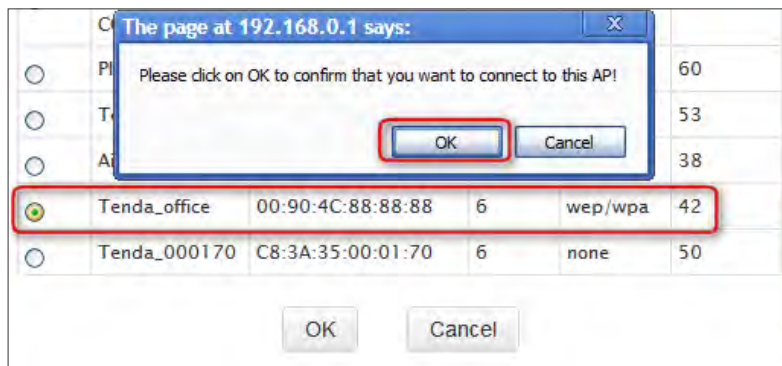 The page at 192.168.0.1 says:
Please click on OK to confirm that you want to connect to this AP!
60
53
OK Cancel
38
Tenda_office 00:90:4C:88:88:88 6 wep/wpa 42
Tenda_000170 C8:3A:35:00:01:70 6 none 50
OK Cancel